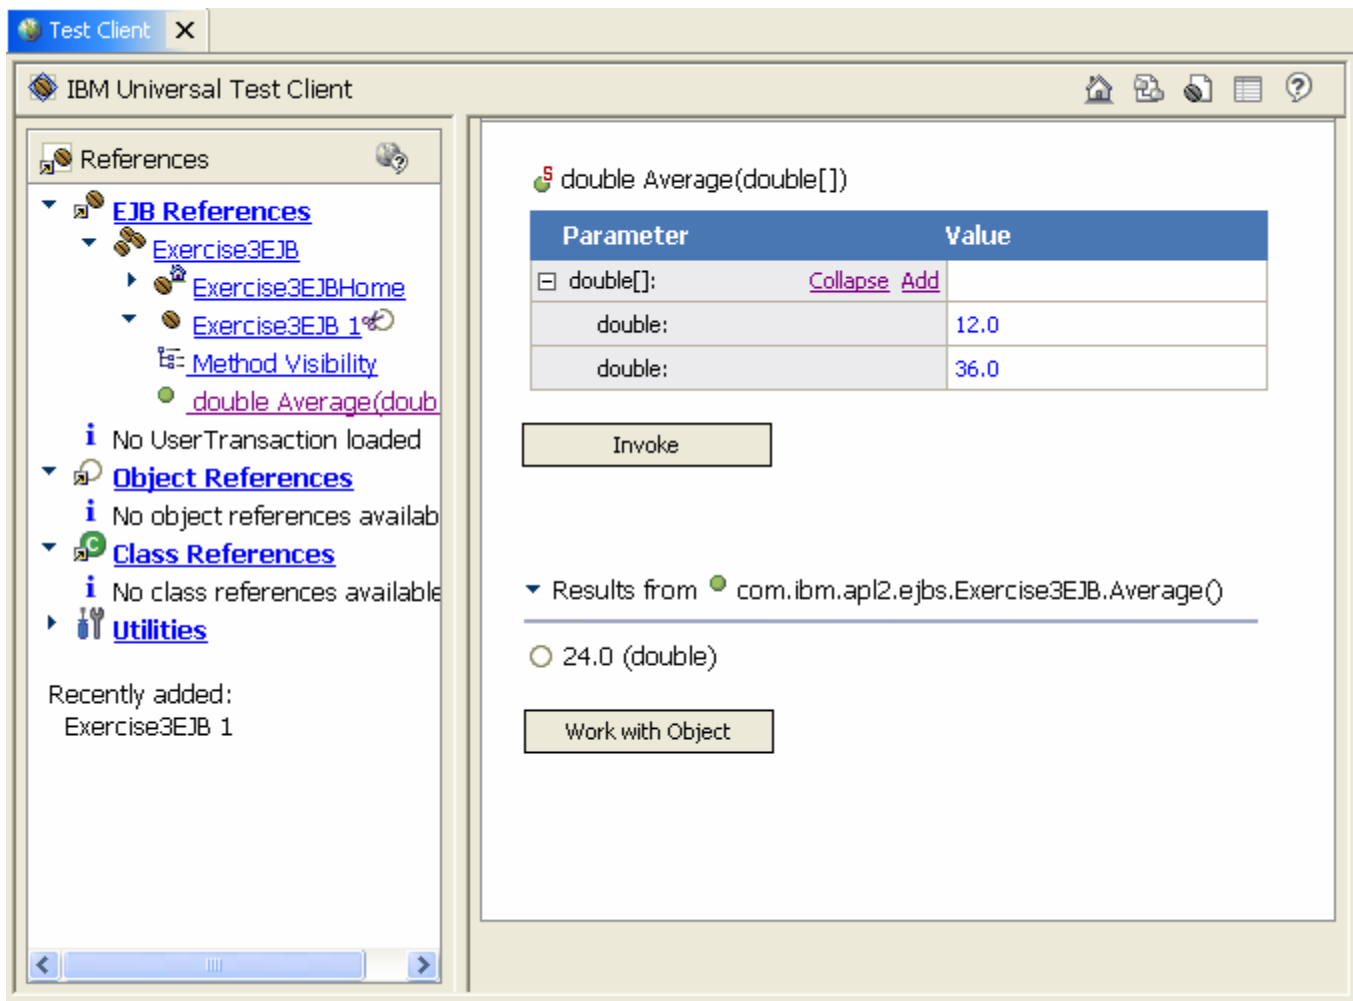 Test Client
IBM Universal Test Client
References
EJB References
Exercise3EJB
Exercise3EJBHome
Exercise3EJB 1
Method Visibility
double Average(doub
No UserTransaction loaded
Object References
No object references availab
Class References
No class references available
Utilities
Recently added:
Exercise3EJB 1
double Average(double[])
Parameter Value
double[]: Collapse Add
double: 12.0
double: 36.0
Invoke
Results from com.ibm.apl2.ejbs.Exercise3EJB.Average()
24.0 (double)
Work with Object